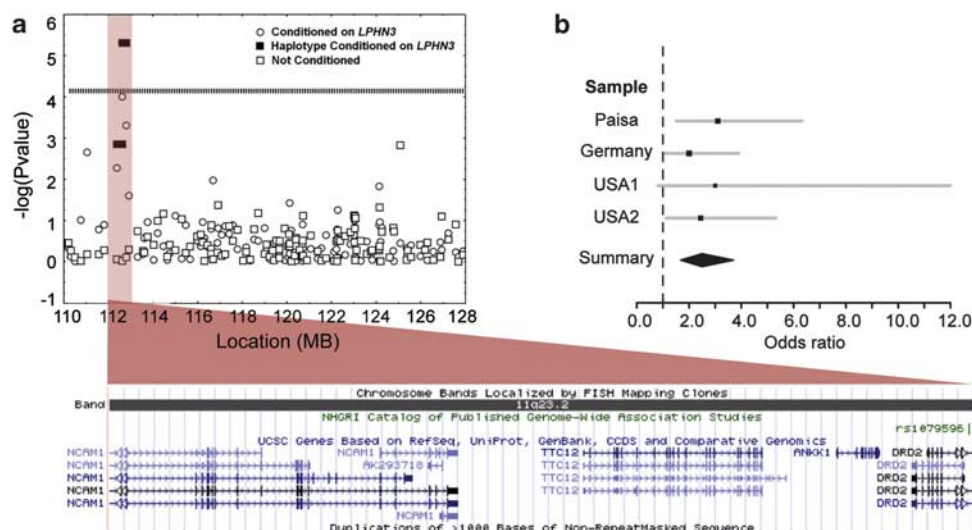 a
6
5
4
3
2
1
0
-1
-log(Pvalue)
Conditioned on LPHN3
Haplotype Conditioned on LPHN3
Not Conditioned
110 112 114 116 118 120 122 124 126 128
Location (MB)
b
Sample
Paisa
Germany
USA1
USA2
Summary
0.0 2.0 4.0 6.0 8.0 10.0 12.0
Odds ratio
Chromosome Bands Localized by FISH Mapping Clones
Band 11q23.2
NHGRI Catalog of Published Genome-Wide Association Studies
rs1079596
UCSC Genes Based on RefSeq, UniProt, GenBank, CCDS and Comparative Genomics
NCAM1 NCAM1 TTC12 ANKK1 DRD2
NCAM1 AK293718 TTC12 DRD2
NCAM1 TTC12 DRD2
NCAM1 TTC12 DRD2
NCAM1 DRD2
NCAM1
Duplications of >1000 Bases of Non-RepeatMasked Sequence